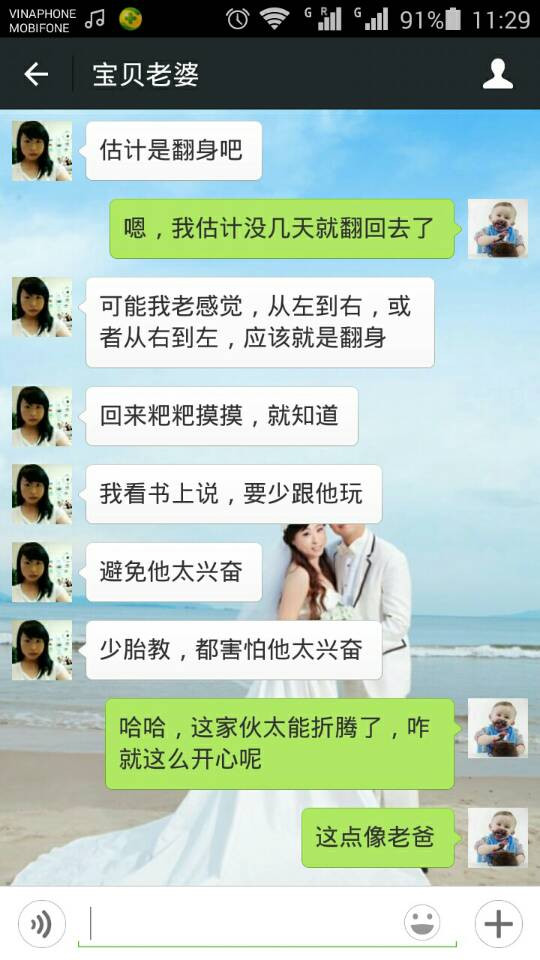 VINAPHONE
MOBIFONE
G R G 91% 11:29
宝贝老婆
估计是翻身吧
嗯，我估计没几天就翻回去了
可能我老感觉，从左到右，或
者从右到左，应该就是翻身
回来粑粑摸摸，就知道
我看书上说，要少跟他玩
避免他太兴奋
少胎教，都害怕他太兴奋
哈哈，这家伙太能折腾了，咋
就这么开心呢
这点像老爸